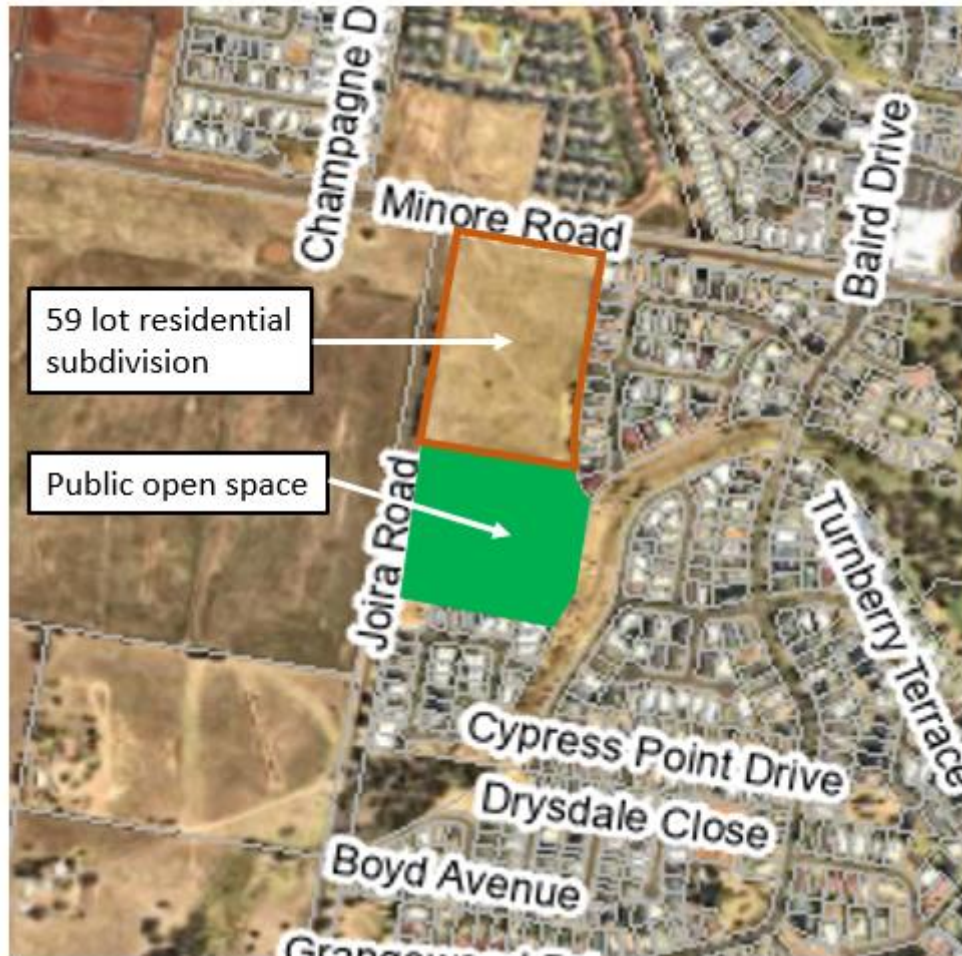 Champagne D
Minore Road
Baird Drive
59 lot residential
subdivision
Public open space
Joira Road
Turnberry Terrace
Cypress Point Drive
Drysdale Close
Boyd Avenue